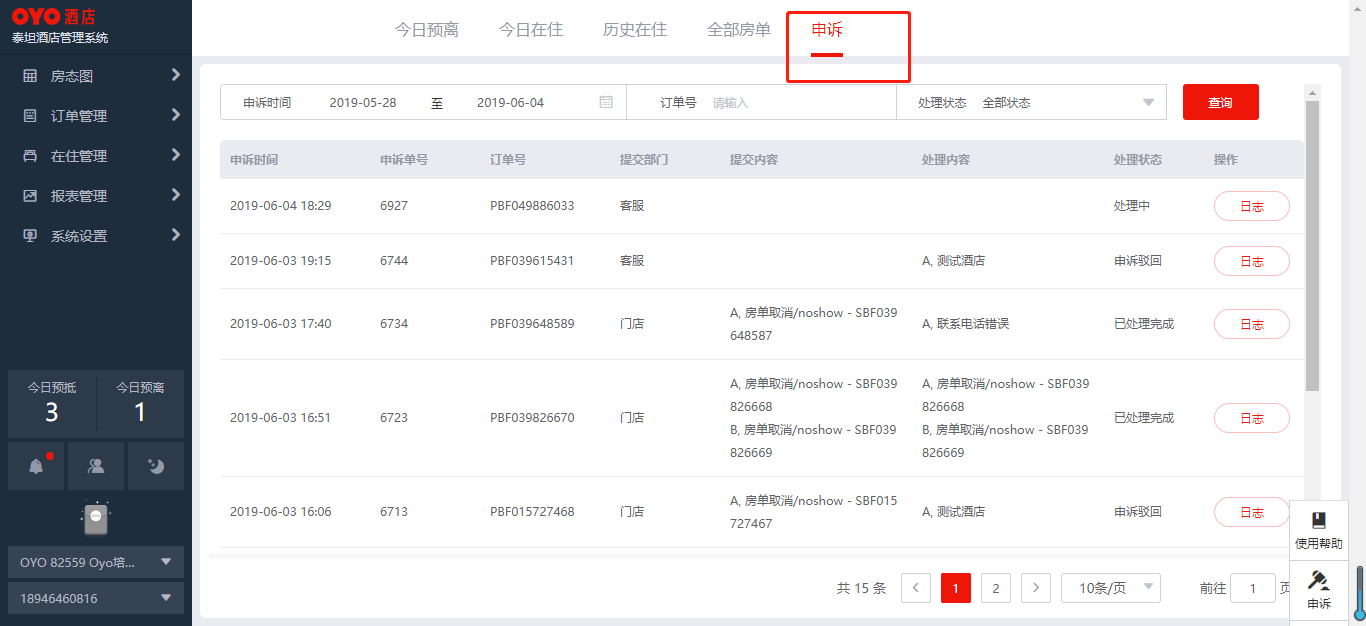 OYO 酒店
泰坦酒店管理系统
房态图
订单管理
在住管理
报表管理
系统设置
今日预抵
3
今日预离
1
OYO 82559 Oyo培...
18946460816
今日预离 今日在住 历史在住 全部房单 申诉
申诉时间 2019-05-28 至 2019-06-04 订单号 请输入 处理状态 全部状态 查询
申诉时间 申诉单号 订单号 提交部门 提交内容 处理内容 处理状态 操作
2019-06-04 18:29 6927 PBF049886033 客服 处理中 日志
2019-06-03 19:15 6744 PBF039615431 客服 A, 测试酒店 申诉驳回 日志
2019-06-03 17:40 6734 PBF039648589 门店 A, 房单取消/noshow - SBF039
648587 A, 联系电话错误 已处理完成 日志
2019-06-03 16:51 6723 PBF039826670 门店 A, 房单取消/noshow - SBF039
826668
B, 房单取消/noshow - SBF039
826669
A, 房单取消/noshow - SBF039
826668
B, 房单取消/noshow - SBF039
826669
已处理完成 日志
2019-06-03 16:06 6713 PBF015727468 门店 A, 房单取消/noshow - SBF015
727467 A, 测试酒店 申诉驳回 日志
共 15 条 1 2 10条/页 前往 1 页
使用帮助
申诉